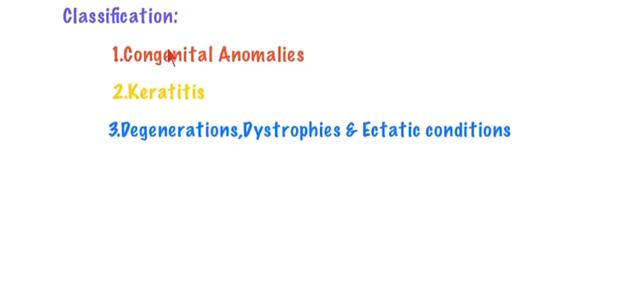 Classification:
1.Congenital Anomalies
2.Keratitis
3.Degenerations,Dystrophies & Ectatic conditions